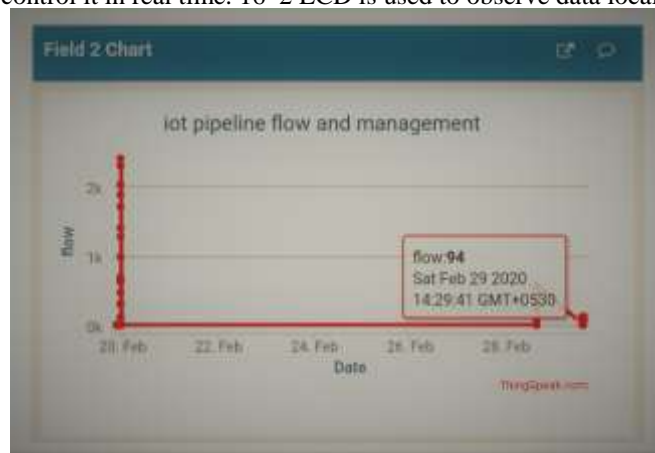 control it in real time. 16*2 LCD is used to observe data local
Field 2 Chart
iot pipeline flow and management
2k
1k
0k
flow
flow:94
Sat Feb 29 2020
14:29:41 GMT+0530
20. Feb
22. Feb
24. Feb
26. Feb
28. Feb
Date
ThingSpeak.com